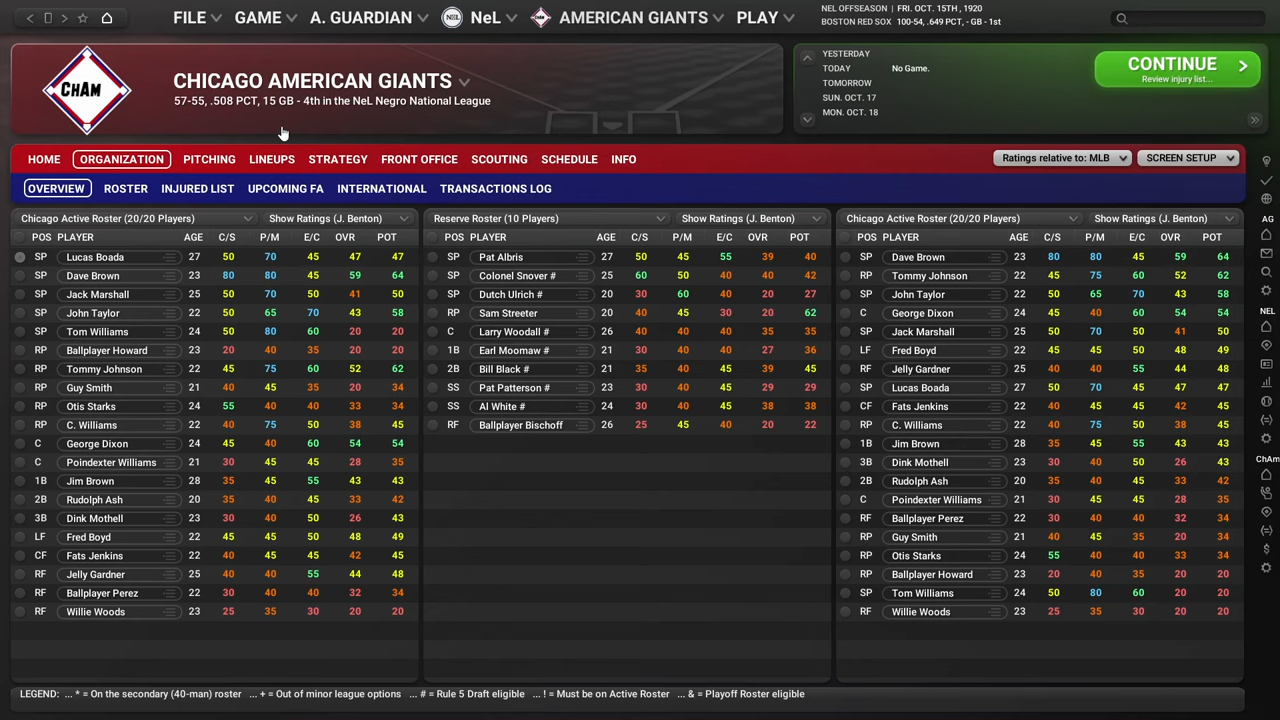 FILE GAME A. GUARDIAN NeL AMERICAN GIANTS PLAY
NEL OFFSEASON | FRI. OCT. 15TH , 1920
BOSTON RED SOX 100-54, .649 PCT, - GB - 1st
ChAM
CHICAGO AMERICAN GIANTS
57-55, .508 PCT, 15 GB - 4th in the NeL Negro National League
YESTERDAY
TODAY No Game.
TOMORROW
SUN. OCT. 17
MON. OCT. 18
CONTINUE
Review injury list...
HOME ORGANIZATION PITCHING LINEUPS STRATEGY FRONT OFFICE SCOUTING SCHEDULE INFO
Ratings relative to: MLB SCREEN SETUP
OVERVIEW ROSTER INJURED LIST UPCOMING FA INTERNATIONAL TRANSACTIONS LOG
Chicago Active Roster (20/20 Players) Show Ratings (J. Benton)
POS PLAYER AGE C/S P/M E/C OVR POT
SP Lucas Boada 27 50 70 45 47 47
SP Dave Brown 23 80 80 45 59 64
SP Jack Marshall 25 50 70 50 41 50
SP John Taylor 22 50 65 70 43 58
SP Tom Williams 24 50 80 60 20 20
RP Ballplayer Howard 23 20 40 35 20 20
RP Tommy Johnson 22 45 75 60 52 62
RP Guy Smith 21 40 45 35 20 34
RP Otis Starks 24 55 40 40 33 34
RP C. Williams 22 40 75 50 38 45
C George Dixon 24 45 40 60 54 54
C Poindexter Williams 21 30 45 45 28 35
1B Jim Brown 28 35 45 55 43 43
2B Rudolph Ash 20 35 40 45 33 42
3B Dink Mothell 23 30 40 50 26 43
LF Fred Boyd 22 45 45 50 48 49
CF Fats Jenkins 22 40 45 45 42 45
RF Jelly Gardner 25 40 40 55 44 48
RF Ballplayer Perez 22 30 40 40 32 34
RF Willie Woods 23 25 35 30 20 20
Reserve Roster (10 Players) Show Ratings (J. Benton)
POS PLAYER AGE C/S P/M E/C OVR POT
SP Pat Albris 27 50 45 55 39 40
SP Colonel Snover # 25 60 50 40 40 42
SP Dutch Ulrich # 20 30 60 40 20 27
RP Sam Streeter 20 40 45 30 20 62
C Larry Woodall # 26 40 40 40 35 35
1B Earl Moomaw # 21 30 40 40 27 36
2B Bill Black # 21 35 40 45 39 45
SS Pat Patterson # 23 30 40 45 29 29
SS Al White # 24 30 40 45 38 38
RF Ballplayer Bischoff 26 25 45 40 20 22
Chicago Active Roster (20/20 Players) Show Ratings (J. Benton)
POS PLAYER AGE C/S P/M E/C OVR POT
SP Dave Brown 23 80 80 45 59 64
RP Tommy Johnson 22 45 75 60 52 62
SP John Taylor 22 50 65 70 43 58
C George Dixon 24 45 40 60 54 54
SP Jack Marshall 25 50 70 50 41 50
LF Fred Boyd 22 45 45 50 48 49
RF Jelly Gardner 25 40 40 55 44 48
SP Lucas Boada 27 50 70 45 47 47
CF Fats Jenkins 22 40 45 45 42 45
RP C. Williams 22 40 75 50 38 45
1B Jim Brown 28 35 45 55 43 43
3B Dink Mothell 23 30 40 50 26 43
2B Rudolph Ash 20 35 40 45 33 42
C Poindexter Williams 21 30 45 45 28 35
RF Ballplayer Perez 22 30 40 40 32 34
RP Guy Smith 21 40 45 35 20 34
RP Otis Starks 24 55 40 40 33 34
RP Ballplayer Howard 23 20 40 35 20 20
SP Tom Williams 24 50 80 60 20 20
RF Willie Woods 23 25 35 30 20 20
AG
NEL
ChAM
LEGEND: ... * = On the secondary (40-man) roster ... + = Out of minor league options ... # = Rule 5 Draft eligible ... ! = Must be on Active Roster ... & = Playoff Roster eligible